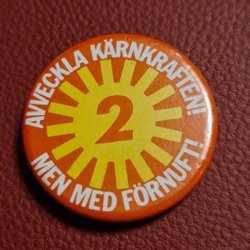 AVVECKLA KÄRNKRAFTEN!
2
MEN MED FÖRNUFT!